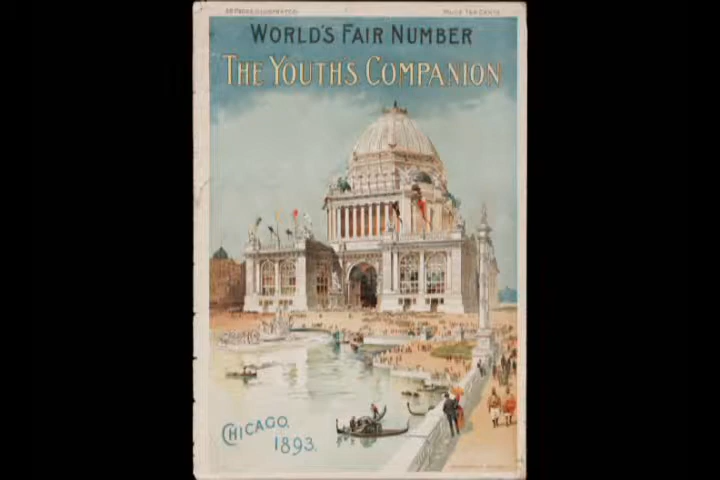 WORLD'S FAIR NUMBER
THE YOUTHS COMPANION
CHICAGO.
1893.